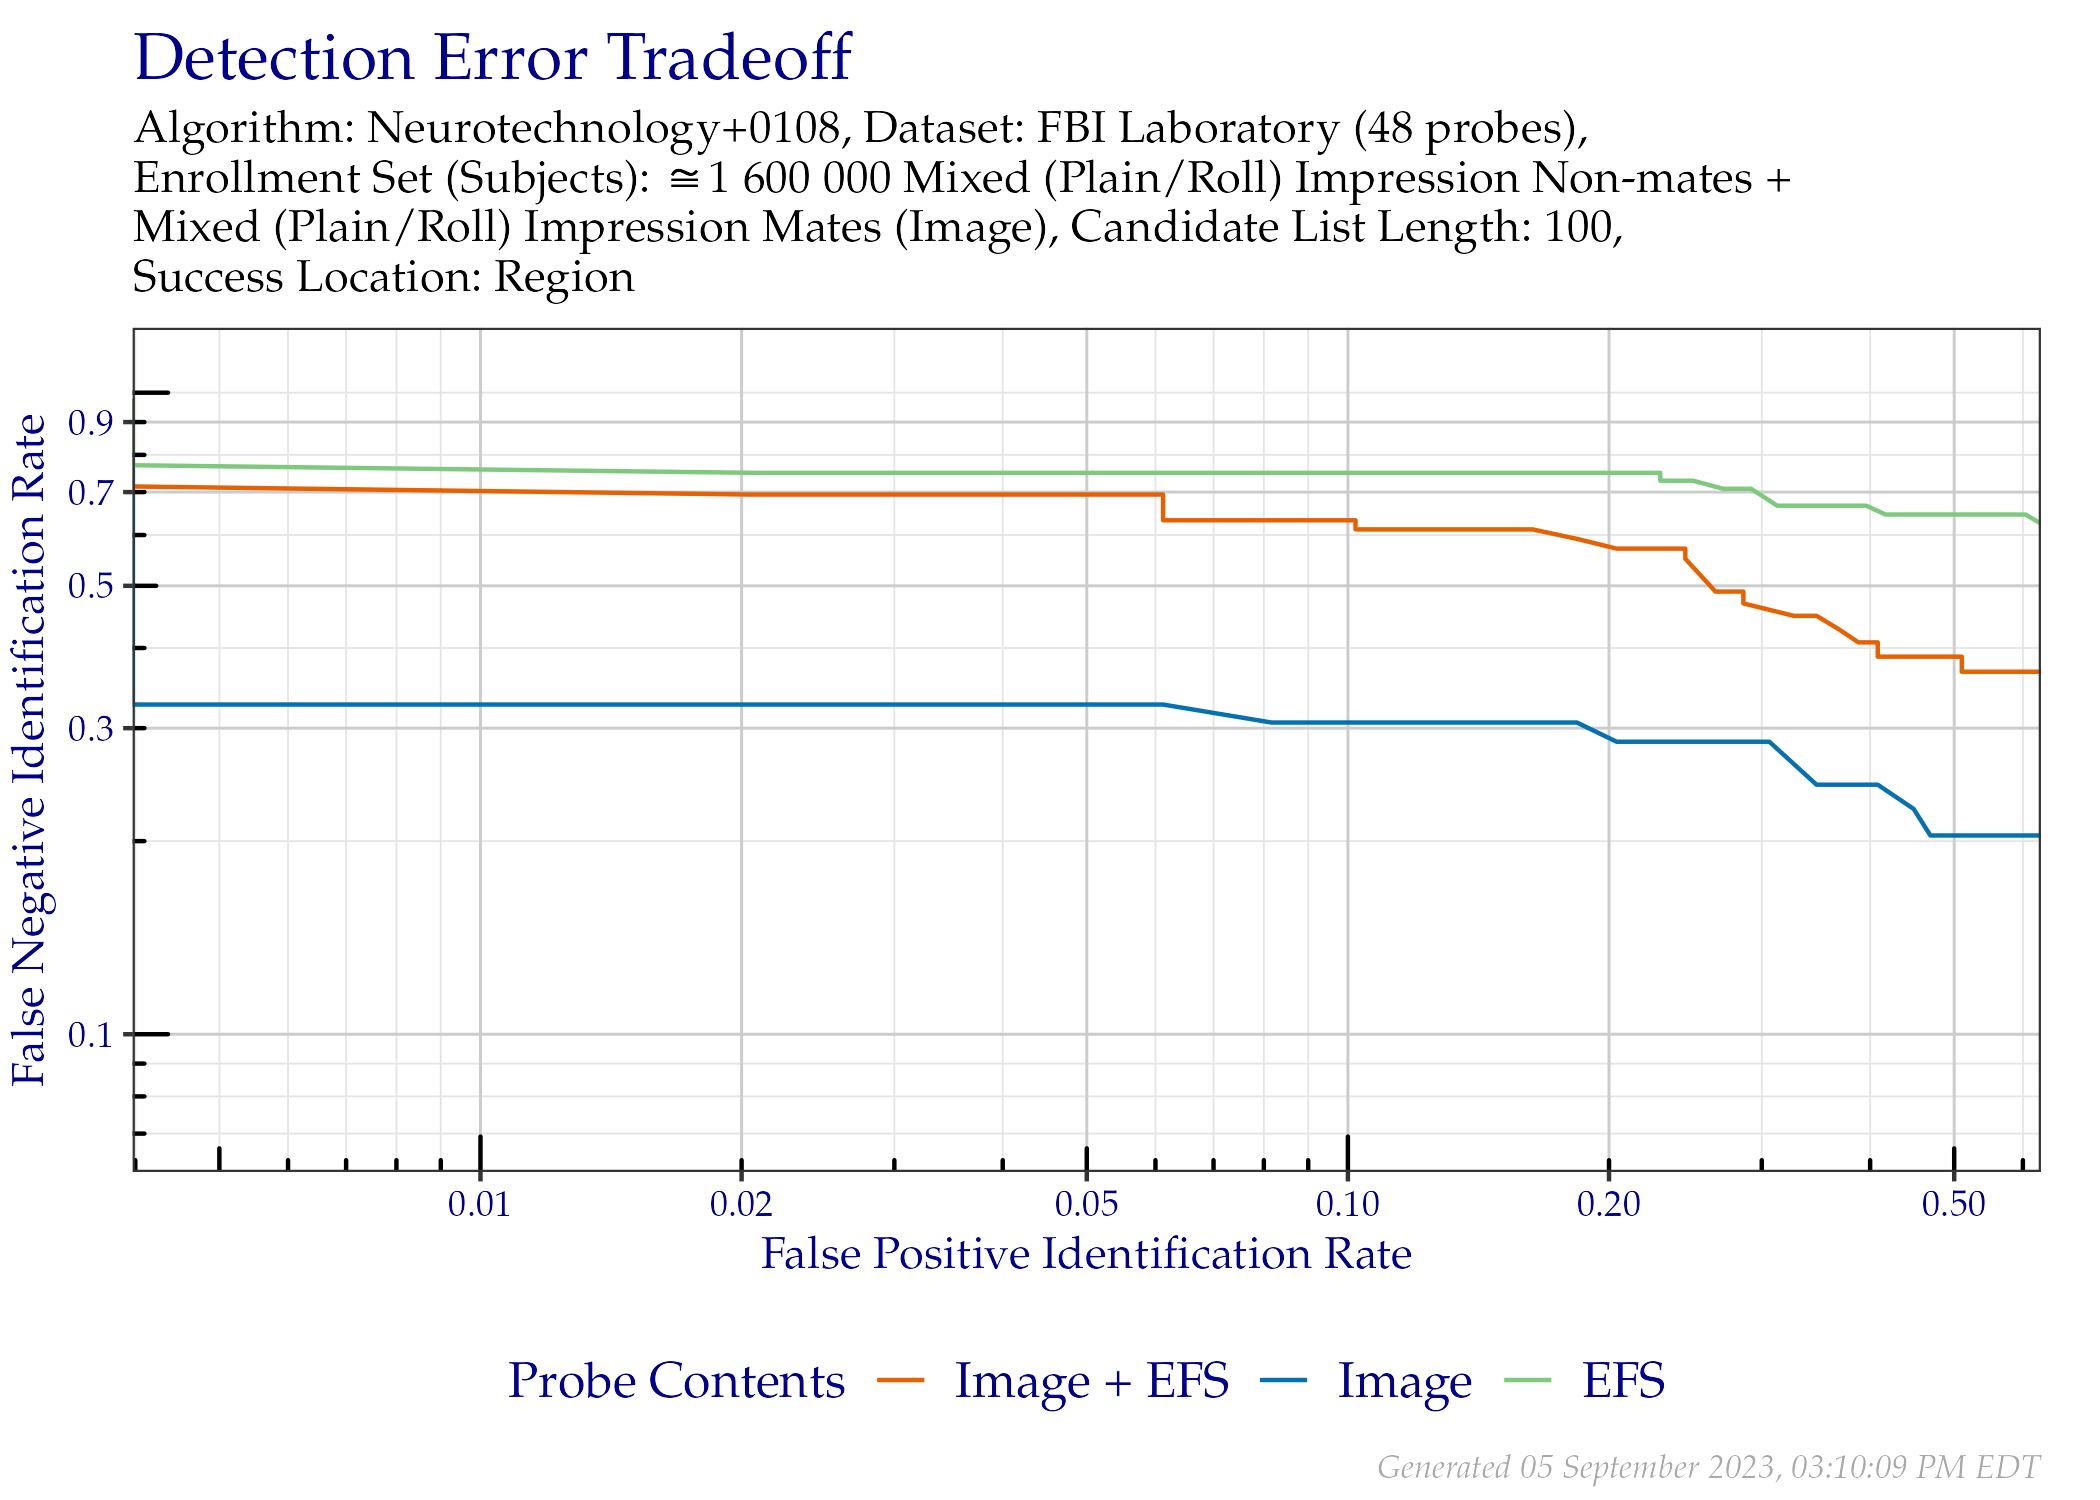 Detection Error Tradeoff
Algorithm: Neurotechnology+0108, Dataset: FBI Laboratory (48 probes),
Enrollment Set (Subjects): ≅1 600 000 Mixed (Plain/Roll) Impression Non-mates +
Mixed (Plain/Roll) Impression Mates (Image), Candidate List Length: 100,
Success Location: Region
False Negative Identification Rate
0.9
0.7
0.5
0.3
0.1
0.01 0.02 0.05 0.10 0.20 0.50
False Positive Identification Rate
Probe Contents Image + EFS Image EFS
Generated 05 September 2023, 03:10:09 PM EDT